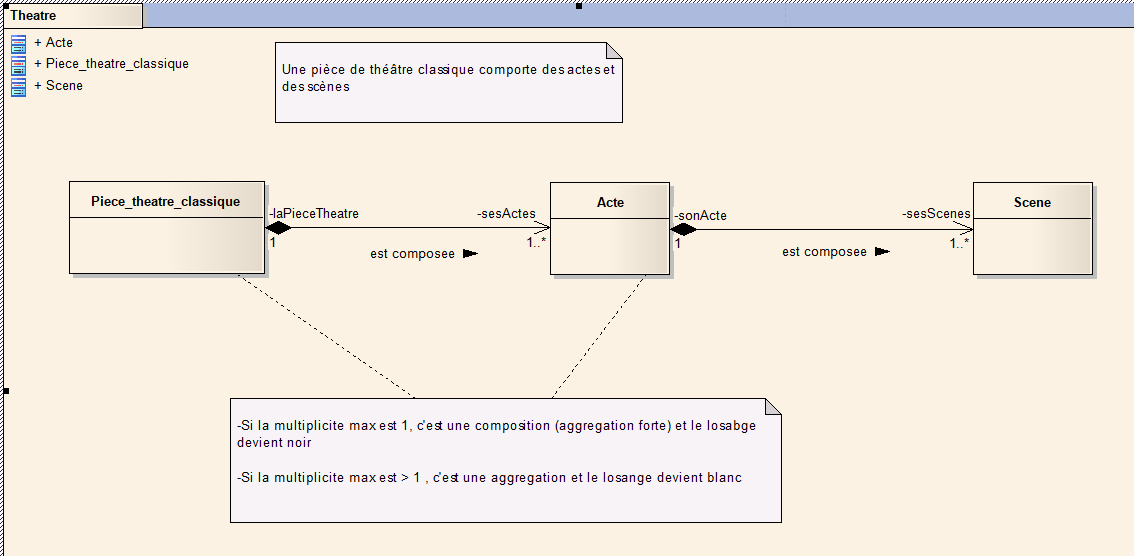 Theatre
+ Acte
+ Piece_theatre_classique
+ Scene
Une pièce de théâtre classique comporte des actes et
des scènes
Piece_theatre_classique
-laPieceTheatre
1
-sesActes
1..*
est composee
Acte
-sonActe
1
-sesScenes
1..*
est composee
Scene
-Si la multiplicite max est 1, c'est une composition (aggregation forte) et le losabge
devient noir
-Si la multiplicite max est > 1 , c'est une aggregation et le losange devient blanc